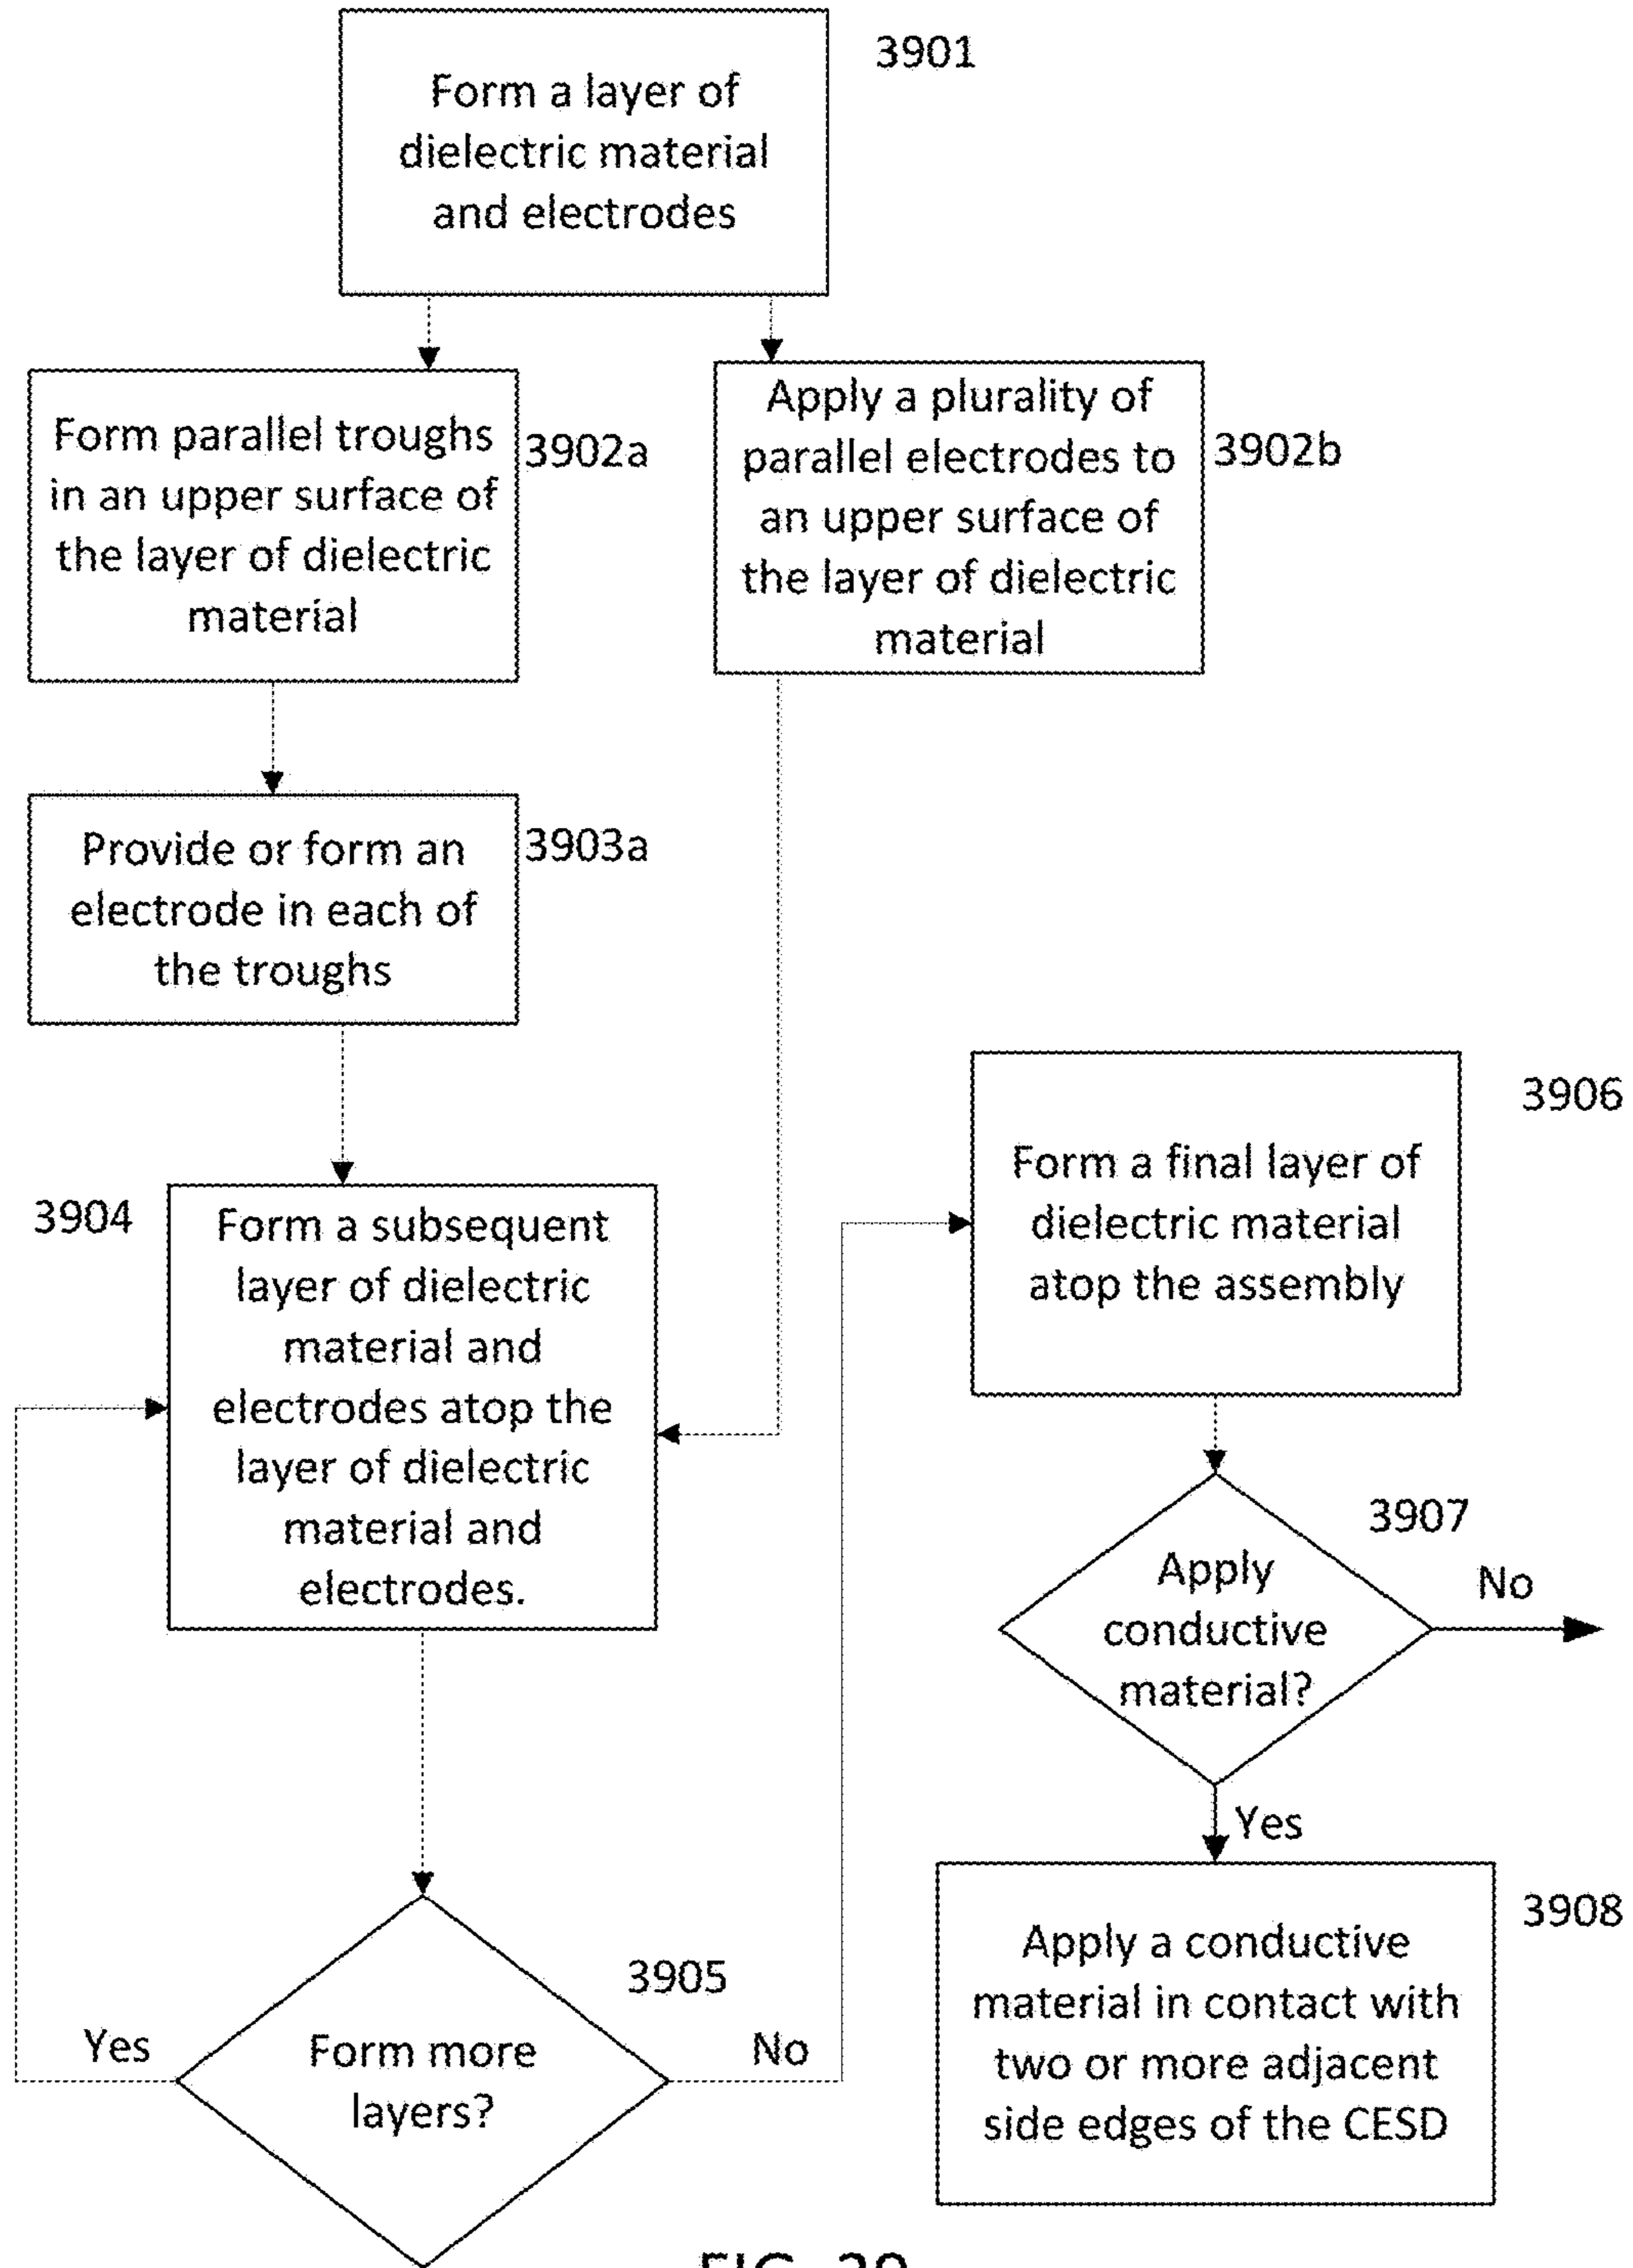 Form a layer of
dielectric material
and electrodes
3901
Form parallel troughs
in an upper surface of
the layer of dielectric
material
3902a
Apply a plurality of
parallel electrodes to
an upper surface of
the layer of dielectric
material
3902b
Provide or form an
electrode in each of
the troughs
3903a
3904
Form a subsequent
layer of dielectric
material and
electrodes atop the
layer of dielectric
material and
electrodes.
3905
Form more
layers?
Yes
No
3906
Form a final layer of
dielectric material
atop the assembly
3907
Apply
conductive
material?
No
Yes
3908
Apply a conductive
material in contact with
two or more adjacent
side edges of the CESD
FIG. 39